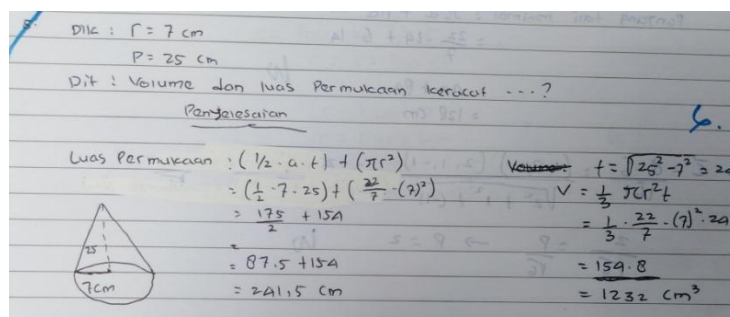 5.
Dik : r = 7 cm
P = 25 cm
Dit : Volume dan luas Permukaan kerucut ...?
Penyelesaian
6.
Luas Permukaan : (1/2 . a . t) + (πr²)
= (1/2 . 7 . 25) + (22/7 . (7)²)
= 175/2 + 154
=
= 87.5 + 154
= 241,5 cm
25
7cm
t = √25² - 7² = 24
V = 1/3 πr²t
= 1/3 . 22/7 . (7)² . 24
= 154.8
= 1232 cm³